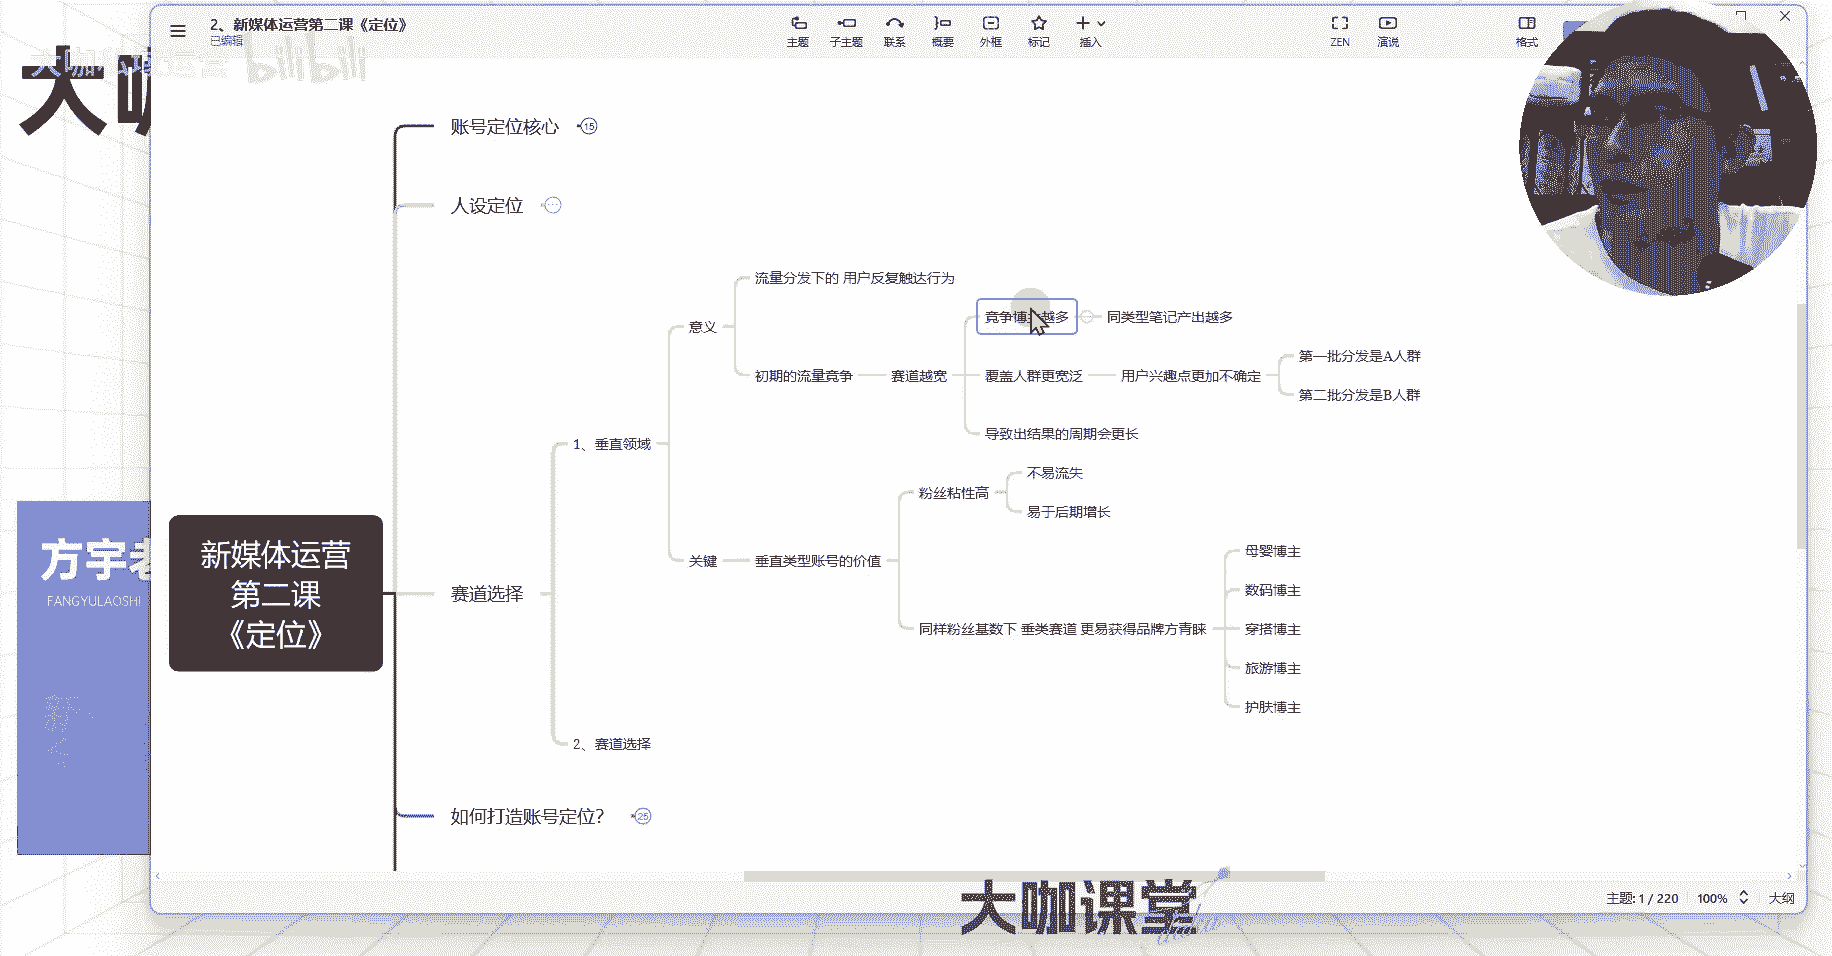 2、新媒体运营第二课《定位》
已编辑
主题
子主题
联系
概要
外框
标记
插入
ZEN
演说
格式
大咖
运营
bilibili
账号定位核心
15
人设定位
流量分发下的 用户反复触达行为
意义
竞争博主越多
同类型笔记产出越多
初期的流量竞争
赛道越宽
覆盖人群更宽泛
用户兴趣点更加不确定
第一批分发是A人群
第二批分发是B人群
导致出结果的周期会更长
1、垂直领域
不易流失
粉丝粘性高
易于后期增长
关键
垂直类型账号的价值
母婴博主
数码博主
同样粉丝基数下 垂类赛道 更易获得品牌方青睐
穿搭博主
旅游博主
护肤博主
方宇老
FANGYULAOSHI
新媒体运营
第二课
《定位》
赛道选择
2、赛道选择
如何打造账号定位？
25
大咖课堂
主题: 1 / 220
100%
大纲